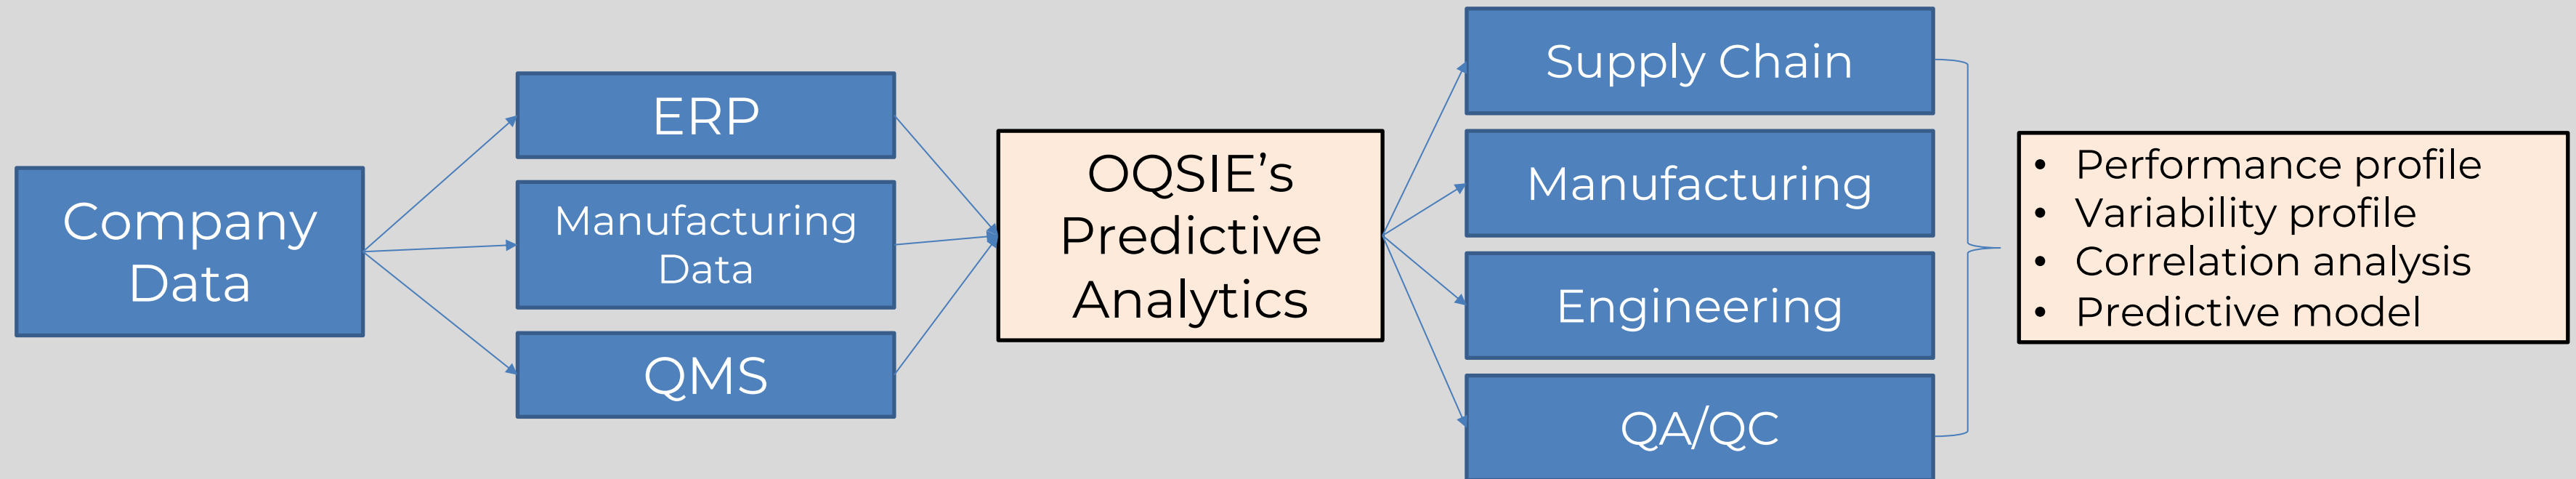 Company
Data
ERP
Manufacturing
Data
QMS
OQSIE’s
Predictive
Analytics
Supply Chain
Manufacturing
Engineering
QA/QC
• Performance profile
• Variability profile
• Correlation analysis
• Predictive model